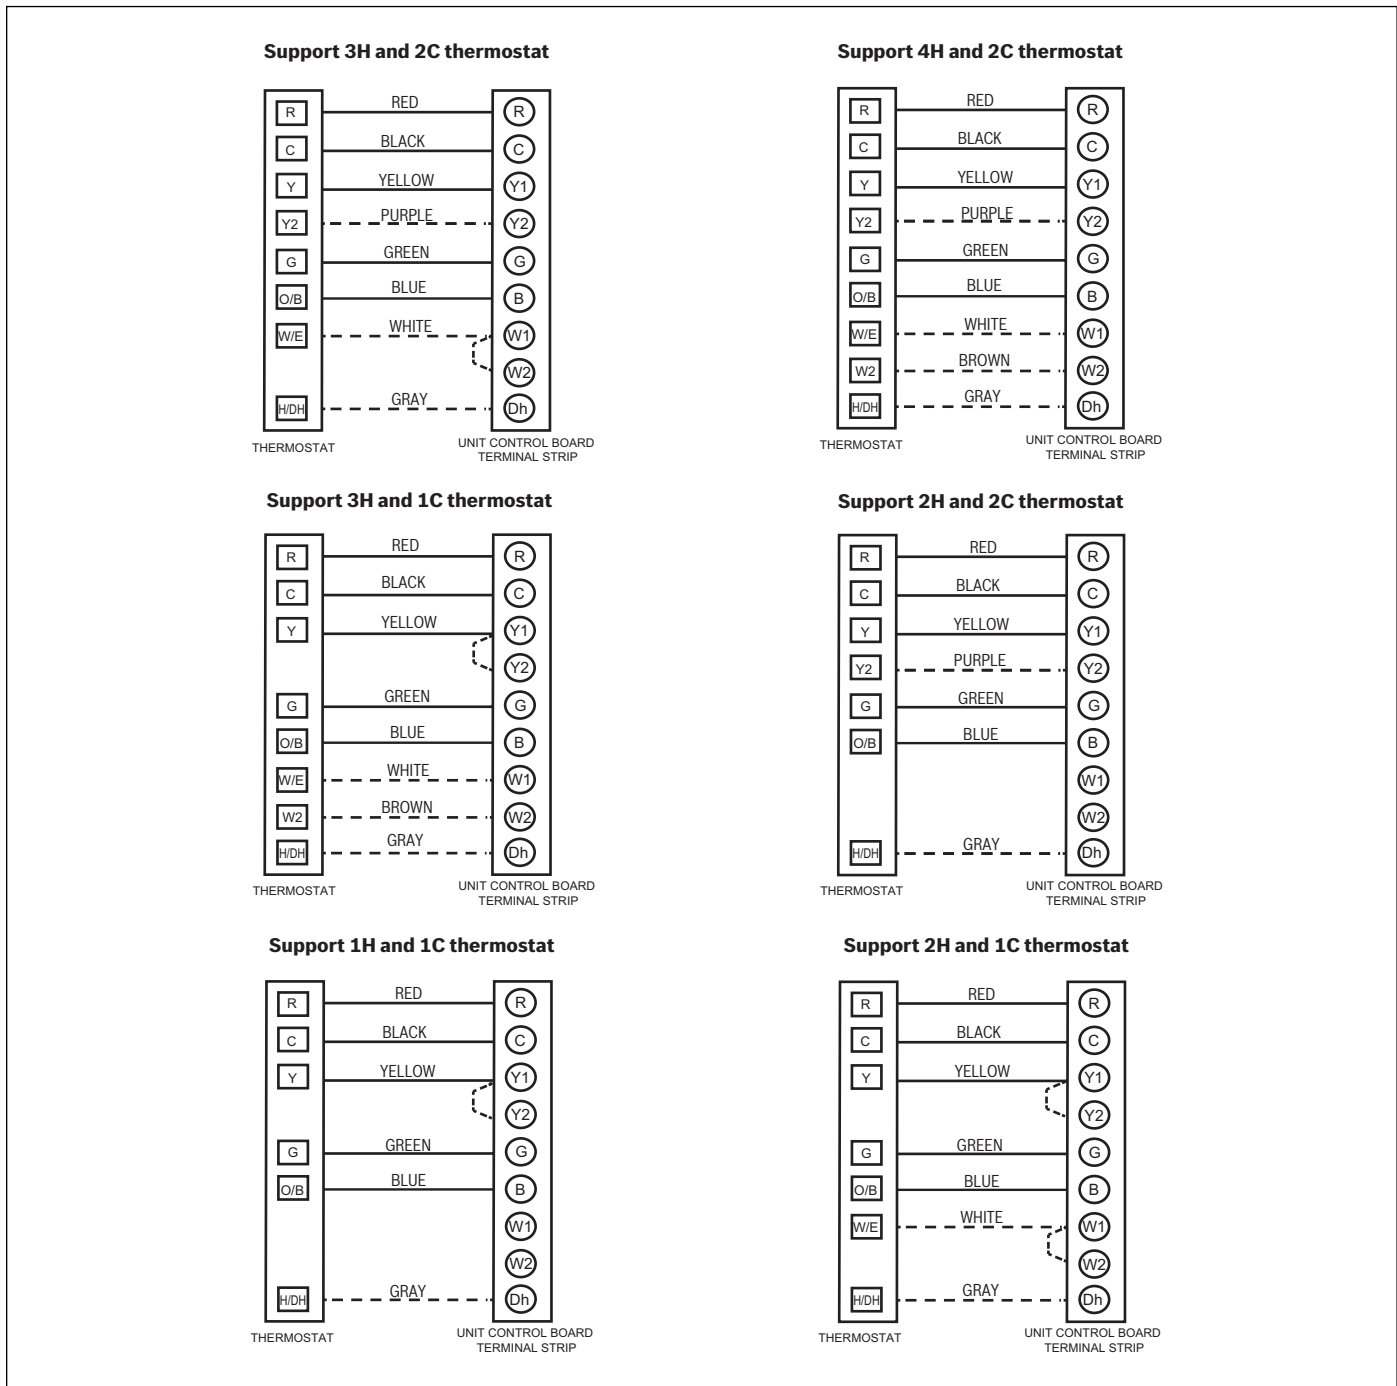 Support 3H and 2C thermostat
R RED R
C BLACK C
Y YELLOW Y1
Y2 PURPLE Y2
G GREEN G
O/B BLUE B
W/E WHITE W1
W2
H/DH GRAY Dh
THERMOSTAT
UNIT CONTROL BOARD
TERMINAL STRIP
Support 4H and 2C thermostat
R RED R
C BLACK C
Y YELLOW Y1
Y2 PURPLE Y2
G GREEN G
O/B BLUE B
W/E WHITE W1
W2 BROWN W2
H/DH GRAY Dh
THERMOSTAT
UNIT CONTROL BOARD
TERMINAL STRIP
Support 3H and 1C thermostat
R RED R
C BLACK C
Y YELLOW Y1
Y2
G GREEN G
O/B BLUE B
W/E WHITE W1
W2 BROWN W2
H/DH GRAY Dh
THERMOSTAT
UNIT CONTROL BOARD
TERMINAL STRIP
Support 2H and 2C thermostat
R RED R
C BLACK C
Y YELLOW Y1
Y2 PURPLE Y2
G GREEN G
O/B BLUE B
W1
W2
H/DH GRAY Dh
THERMOSTAT
UNIT CONTROL BOARD
TERMINAL STRIP
Support 1H and 1C thermostat
R RED R
C BLACK C
Y YELLOW Y1
Y2
G GREEN G
O/B BLUE B
W1
W2
H/DH GRAY Dh
THERMOSTAT
UNIT CONTROL BOARD
TERMINAL STRIP
Support 2H and 1C thermostat
R RED R
C BLACK C
Y YELLOW Y1
Y2
G GREEN G
O/B BLUE B
W/E WHITE W1
W2
H/DH GRAY Dh
THERMOSTAT
UNIT CONTROL BOARD
TERMINAL STRIP